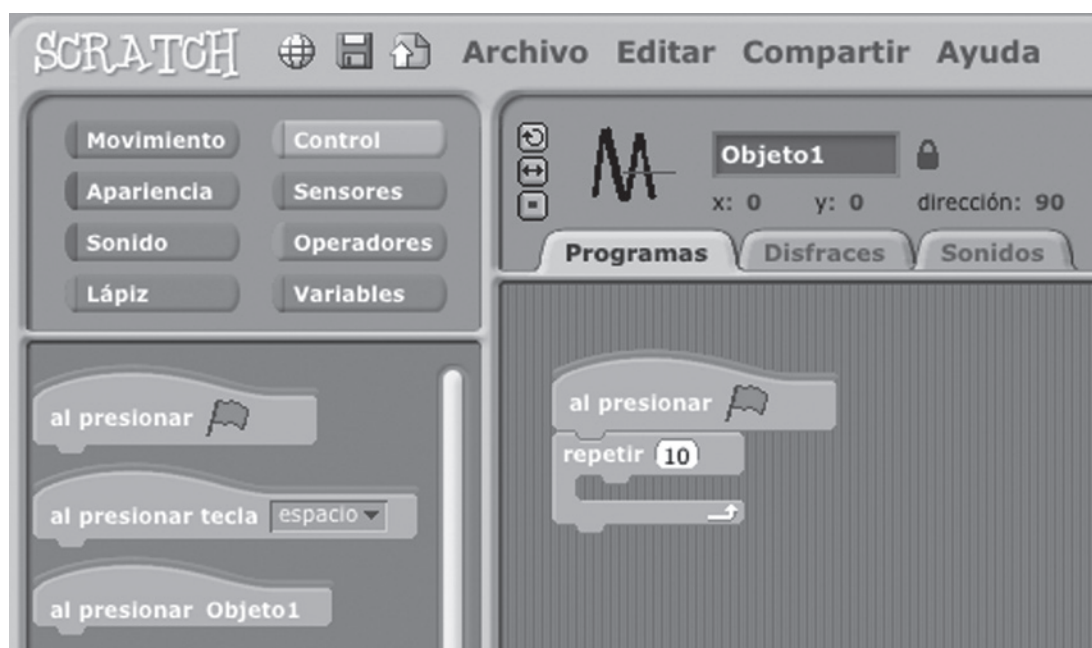 SCRATCH Archivo Editar Compartir Ayuda
Movimiento Control
Apariencia Sensores
Sonido Operadores
Lápiz Variables
Objeto1
x: 0 y: 0 dirección: 90
Programas Disfraces Sonidos
al presionar
al presionar tecla espacio
al presionar Objeto1
al presionar
repetir 10